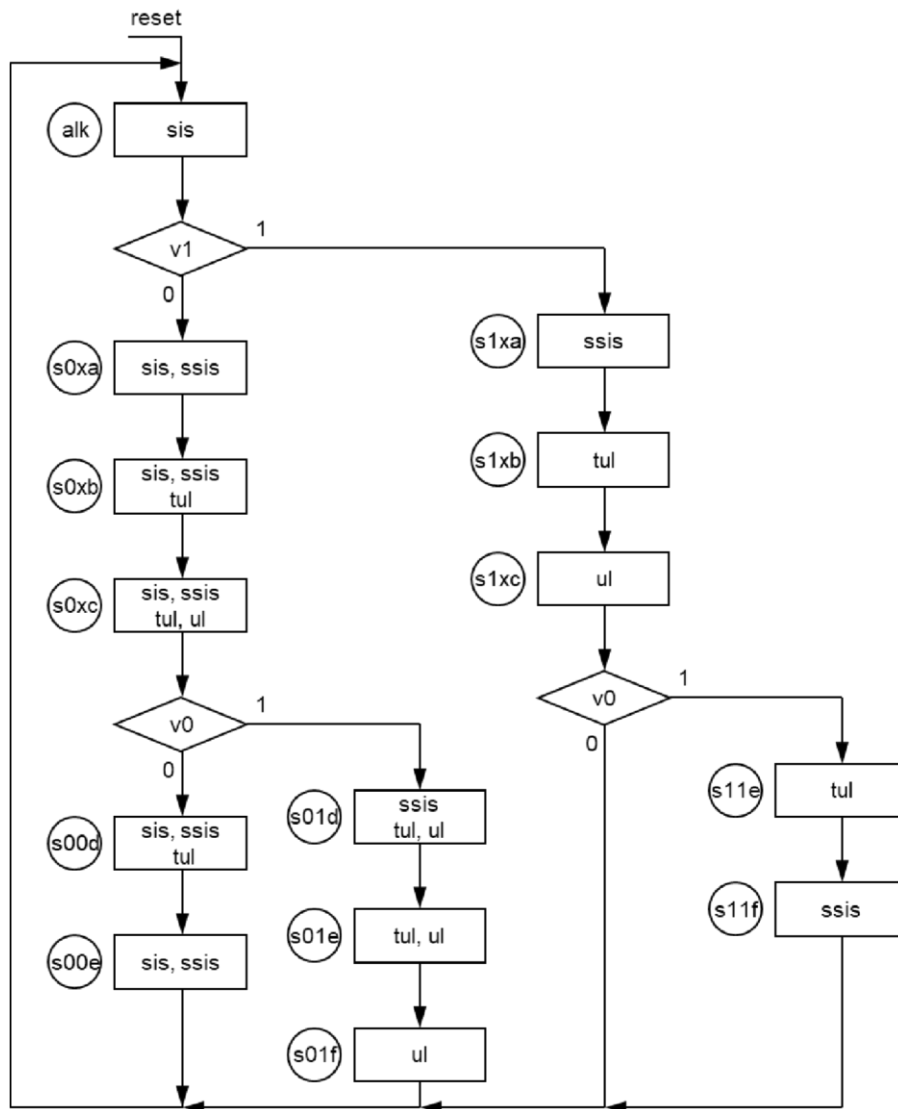 reset
alk
sis
v1
1
0
s0xa
sis, ssis
s1xa
ssis
s0xb
sis, ssis
tul
s1xb
tul
s0xc
sis, ssis
tul, ul
s1xc
ul
v0
1
0
v0
1
0
s00d
sis, ssis
tul
s01d
ssis
tul, ul
s11e
tul
s00e
sis, ssis
s01e
tul, ul
s11f
ssis
s01f
ul